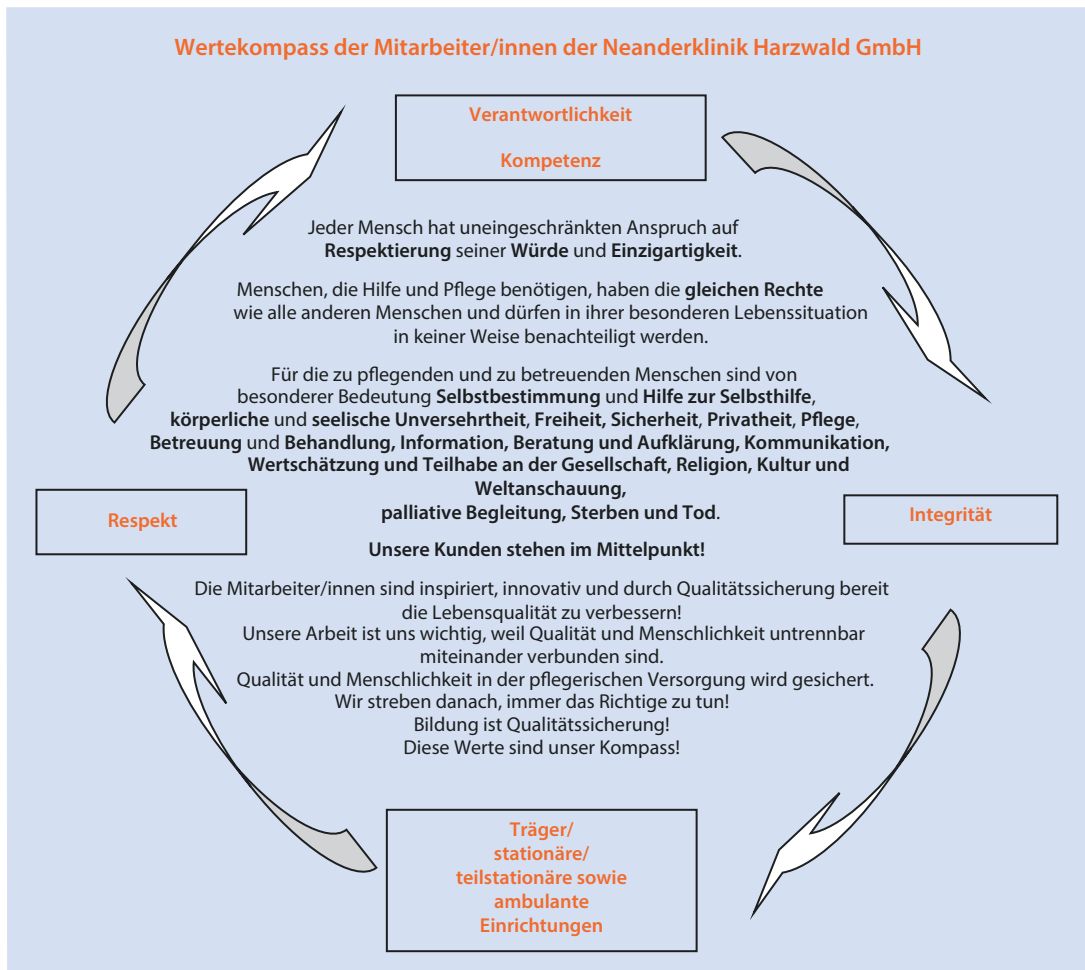 Wertekompass der Mitarbeiter/innen der Neanderklinik Harzwald GmbH
Verantwortlichkeit
Kompetenz
Jeder Mensch hat uneingeschränkten Anspruch auf
Respektierung seiner Würde und Einzigartigkeit.
Menschen, die Hilfe und Pflege benötigen, haben die gleichen Rechte
wie alle anderen Menschen und dürfen in ihrer besonderen Lebenssituation
in keiner Weise benachteiligt werden.
Für die zu pflegenden und zu betreuenden Menschen sind von
besonderer Bedeutung Selbstbestimmung und Hilfe zur Selbsthilfe,
körperliche und seelische Unversehrtheit, Freiheit, Sicherheit, Privatheit, Pflege,
Betreuung und Behandlung, Information, Beratung und Aufklärung, Kommunikation,
Wertschätzung und Teilhabe an der Gesellschaft, Religion, Kultur und
Weltanschauung,
palliative Begleitung, Sterben und Tod.
Respekt
Integrität
Unsere Kunden stehen im Mittelpunkt!
Die Mitarbeiter/innen sind inspiriert, innovativ und durch Qualitätssicherung bereit
die Lebensqualität zu verbessern!
Unsere Arbeit ist uns wichtig, weil Qualität und Menschlichkeit untrennbar
miteinander verbunden sind.
Qualität und Menschlichkeit in der pflegerischen Versorgung wird gesichert.
Wir streben danach, immer das Richtige zu tun!
Bildung ist Qualitätssicherung!
Diese Werte sind unser Kompass!
Träger/
stationäre/
teilstationäre sowie
ambulante
Einrichtungen